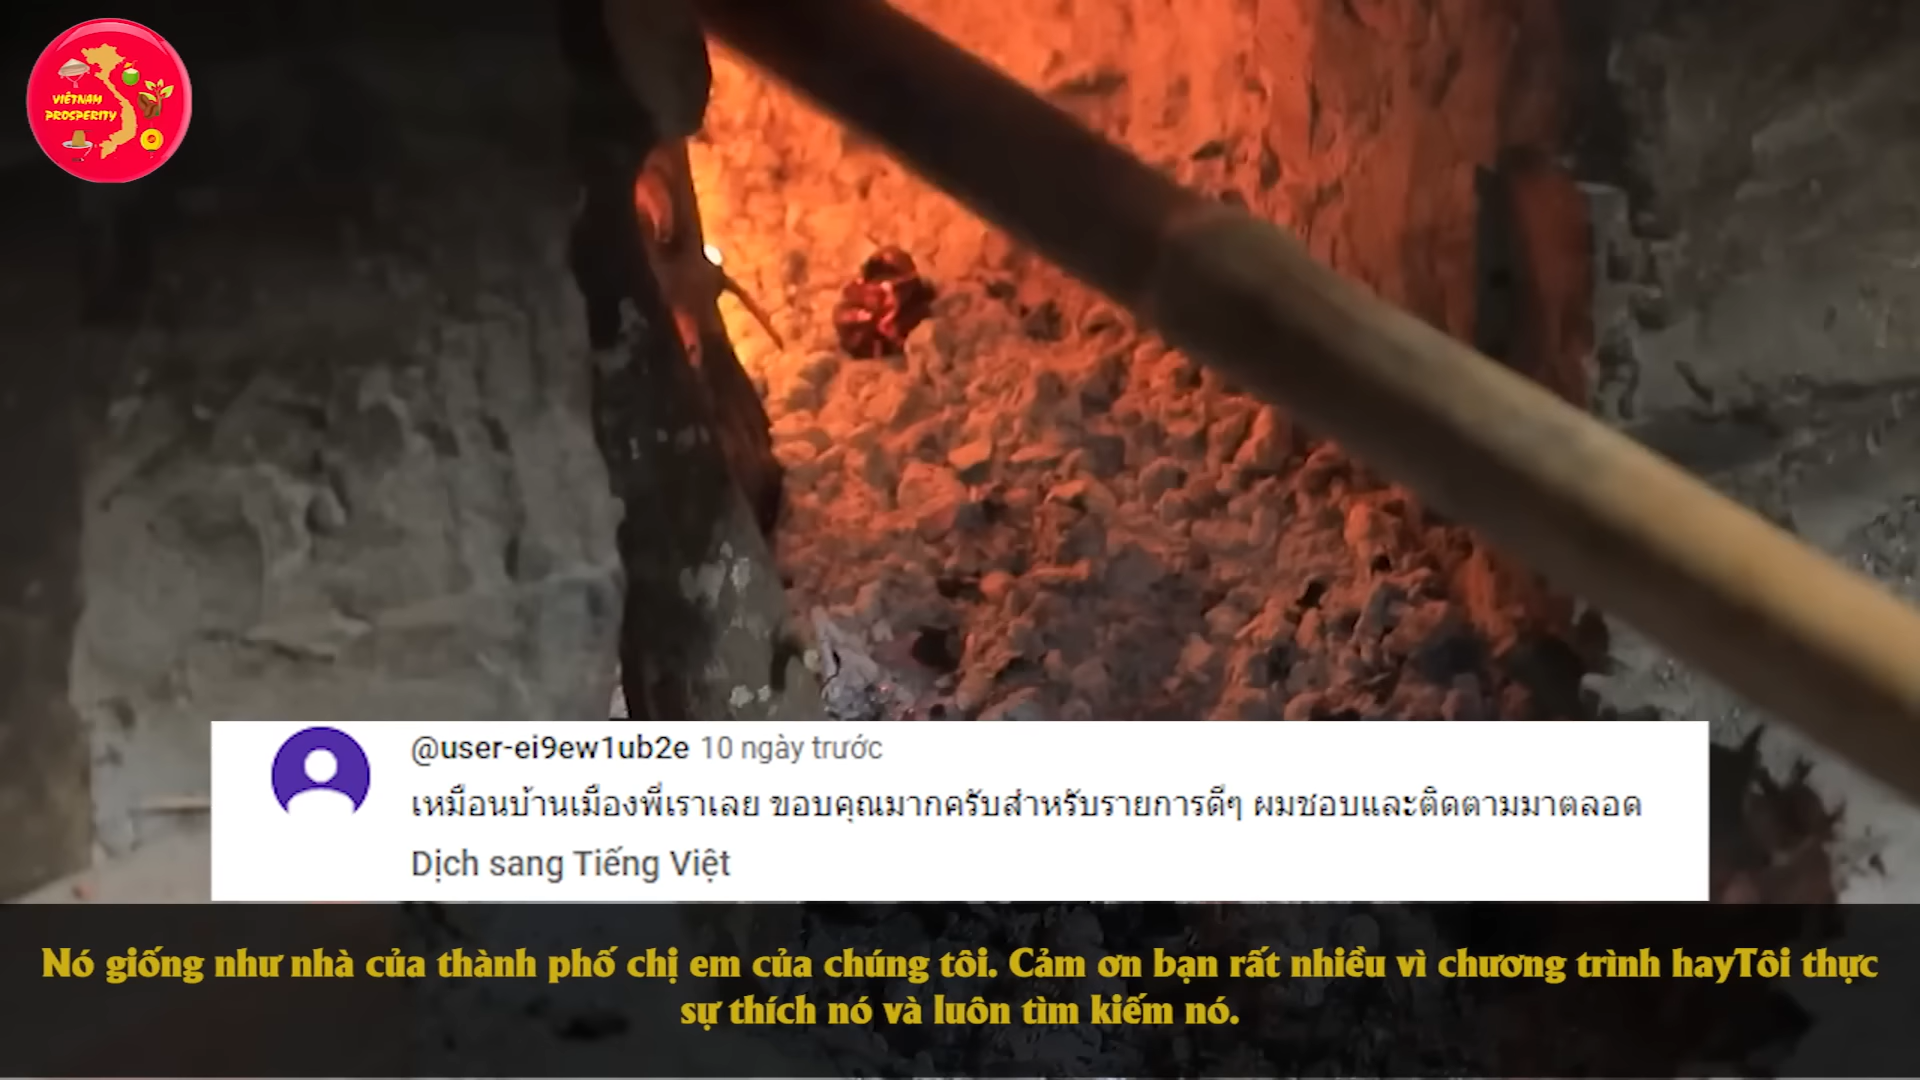 VIETNAM
PROSPERITY
@user-ei9ew1ub2e 10 ngày trước
เหมือนบ้านเมืองพี่เราเลย ขอบคุณมากครับสำหรับรายการดีๆ ผมชอบและติดตามมาตลอด
Dịch sang Tiếng Việt
Nó giống như nhà của thành phố chị em của chúng tôi. Cảm ơn bạn rất nhiều vì chương trình hayTôi thực
sự thích nó và luôn tìm kiếm nó.